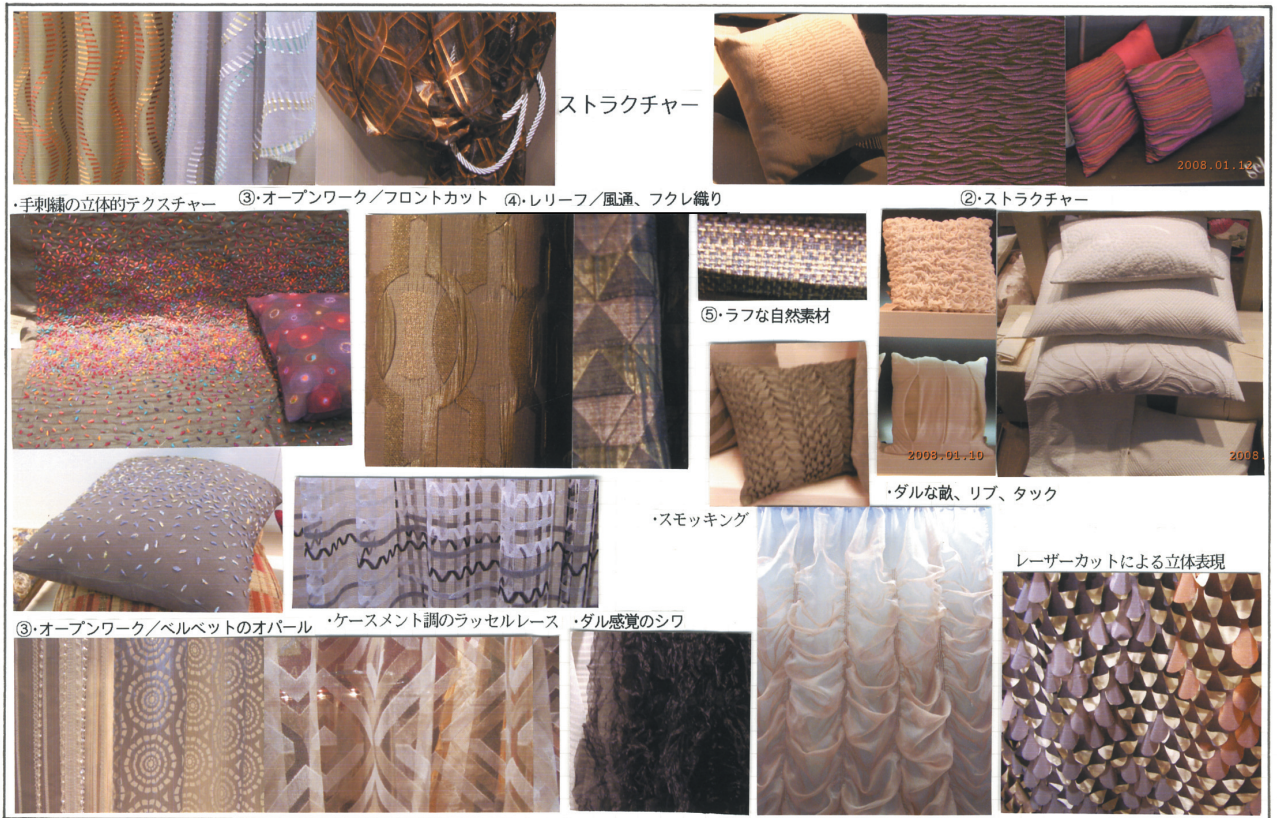 ストラクチャー
2008.01.12
・手刺繍の立体的テクスチャー
③・オープンワーク／フロントカット
④・レリーフ／風通、フクレ織り
②・ストラクチャー
⑤・ラフな自然素材
2008.01.10
2008.
・ダルな畝、リブ、タック
・スモッキング
レーザーカットによる立体表現
③・オープンワーク／ベルベットのオパール
・ケースメント調のラッセルレース
・ダル感覚のシワ